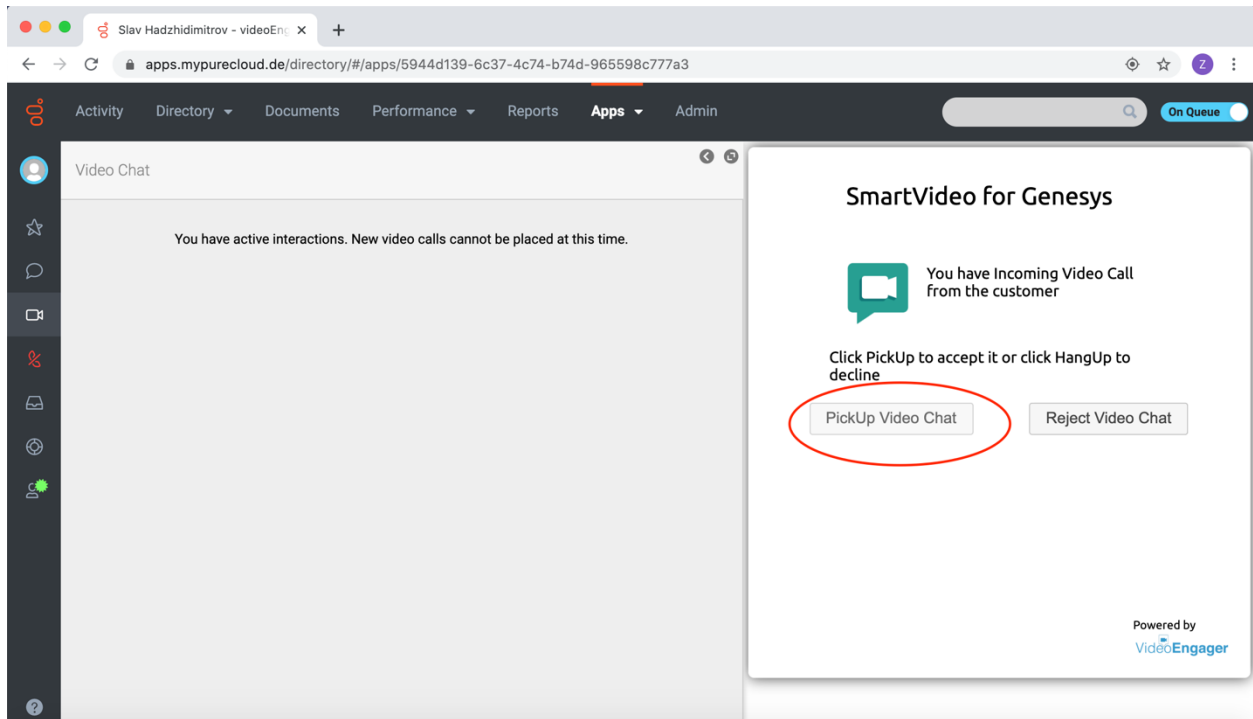 Slav Hadzhidimitrov - videoEng
apps.mypurecloud.de/directory/#/apps/5944d139-6c37-4c74-b74d-965598c777a3
Z
Activity Directory Documents Performance Reports Apps Admin
On Queue
Video Chat
You have active interactions. New video calls cannot be placed at this time.
SmartVideo for Genesys
You have Incoming Video Call
from the customer
Click PickUp to accept it or click HangUp to
decline
PickUp Video Chat Reject Video Chat
Powered by
VideoEngager